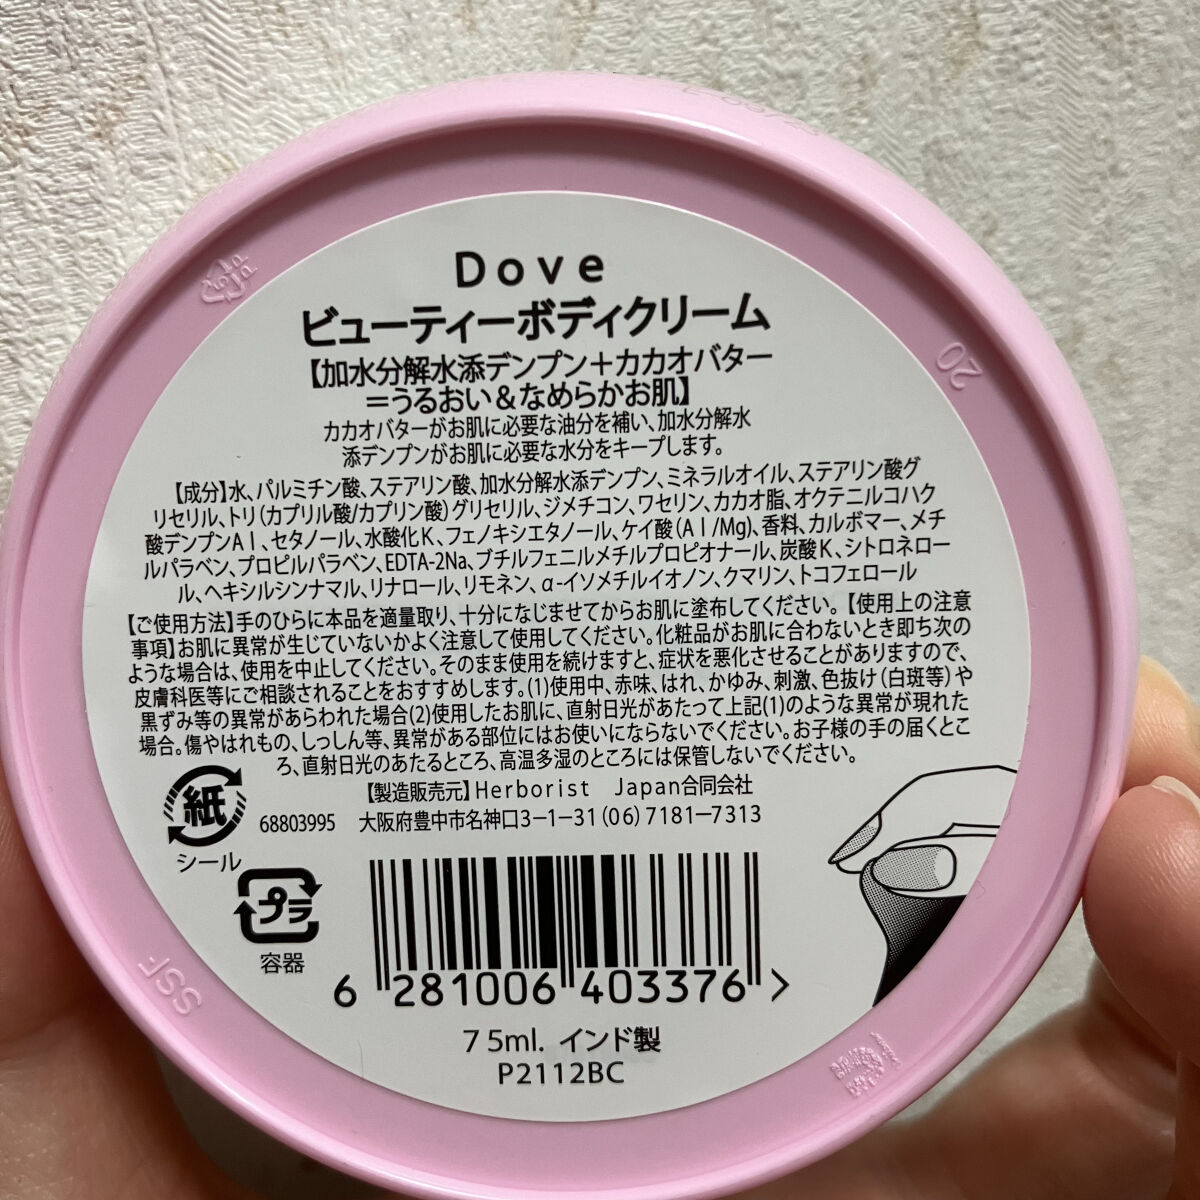 Dove
ビューティーボディクリーム
【加水分解水添デンプン＋カカオバター
＝うるおい＆なめらかお肌】
カカオバターがお肌に必要な油分を補い、加水分解水
添デンプンがお肌に必要な水分をキープします。
【成分】水、パルミチン酸、ステアリン酸、加水分解水添デンプン、ミネラルオイル、ステアリン酸グ
リセリル、トリ(カプリル酸/カプリン酸)グリセリル、ジメチコン、ワセリン、カカオ脂、オクテニルコハク
酸デンプンAl、セタノール、水酸化K、フェノキシエタノール、ケイ酸(Al/Mg)、香料、カルボマー、メチ
ルパラベン、プロピルパラベン、EDTA-2Na、ブチルフェニルメチルプロピオナール、炭酸K、シトロネロー
ル、ヘキシルシンナマル、リナロール、リモネン、α-イソメチルイオノン、クマリン、トコフェロール
【ご使用方法】手のひらに本品を適量取り、十分になじませてからお肌に塗布してください。【使用上の注意
事項】お肌に異常が生じていないかよく注意して使用してください。化粧品がお肌に合わないとき即ち次の
ような場合は、使用を中止してください。そのまま使用を続けますと、症状を悪化させることがありますので、
皮膚科医等にご相談されることをおすすめします。(1)使用中、赤味、はれ、かゆみ、刺激、色抜け(白斑等)や
黒ずみ等の異常があらわれた場合(2)使用したお肌に、直射日光があたって上記(1)のような異常が現れた
場合。傷やはれもの、しっしん等、異常がある部位にはお使いにならないでください。お子様の手の届くとこ
ろ、直射日光のあたるところ、高温多湿のところには保管しないでください。
【製造販売元】Herborist Japan合同会社
68803995 大阪府豊中市名神口3-1-31(06)7181-7313
紙
シール
プラ
容器
6 281006 403376 >
75ml. インド製
P2112BC
20
SSF